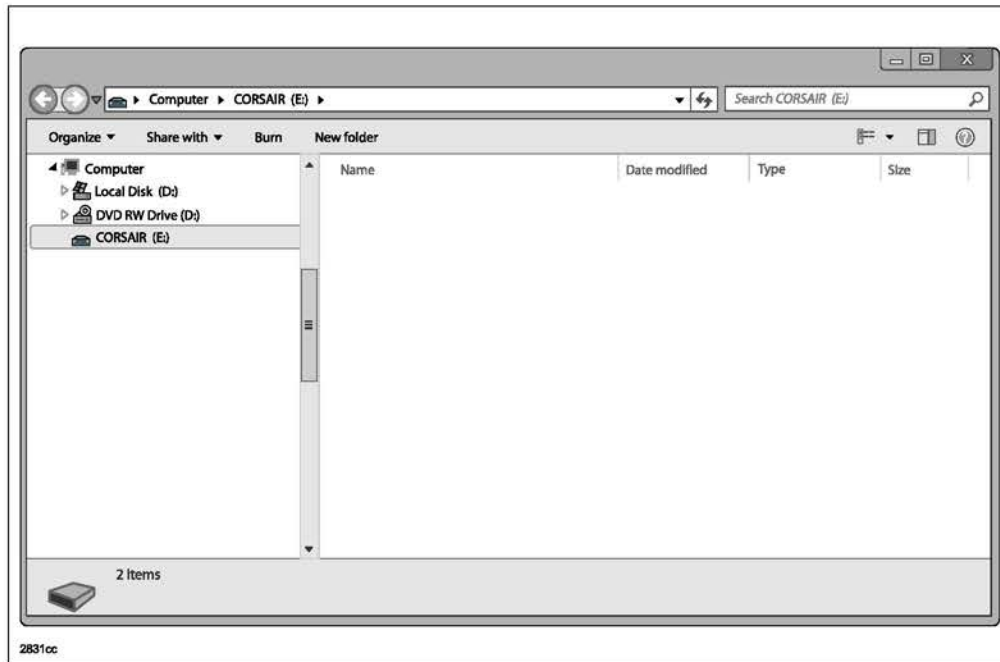 Computer CORSAIR (E:)
Search CORSAIR (E:)
Organize Share with Burn New folder
Computer
Local Disk (D:)
DVD RW Drive (D:)
CORSAIR (E:)
Name Date modified Type Size
2 items
2831cc